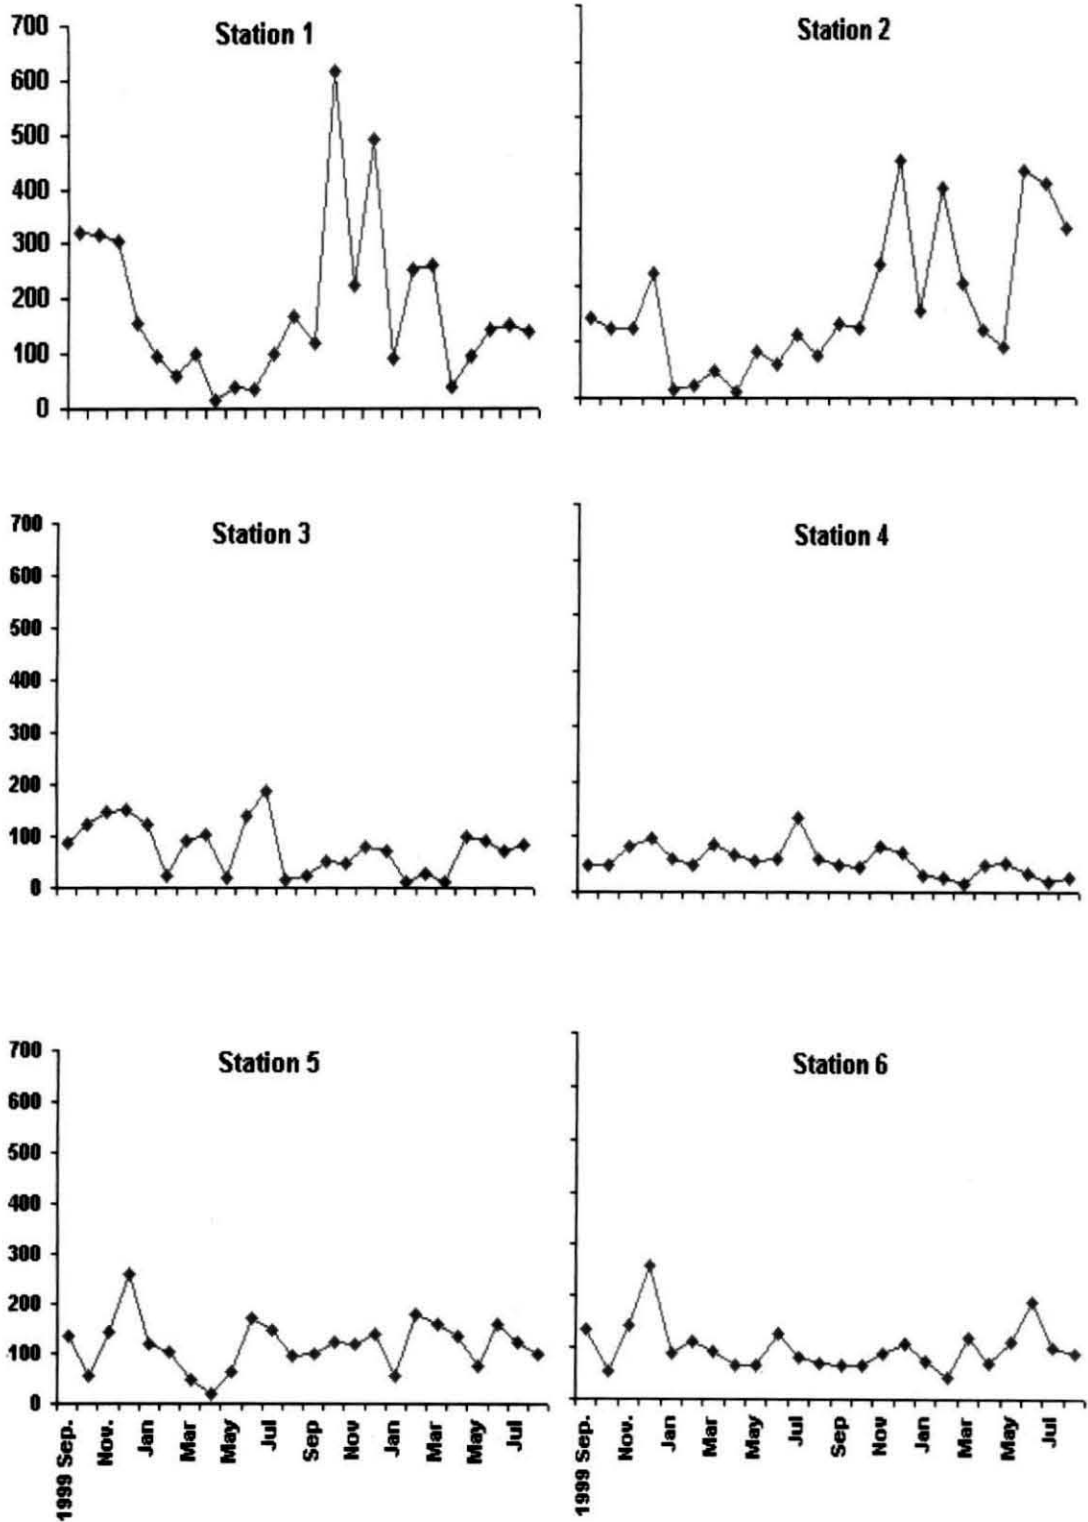 Station 1
700
600
500
400
300
200
100
0
Station 2
Station 3
700
600
500
400
300
200
100
0
Station 4
Station 5
700
600
500
400
300
200
100
0
1999 Sep.
Nov.
Jan
Mar
May
Jul
Sep
Nov
Jan
Mar
May
Jul
Station 6
1999 Sep.
Nov.
Jan
Mar
May
Jul
Sep
Nov
Jan
Mar
May
Jul